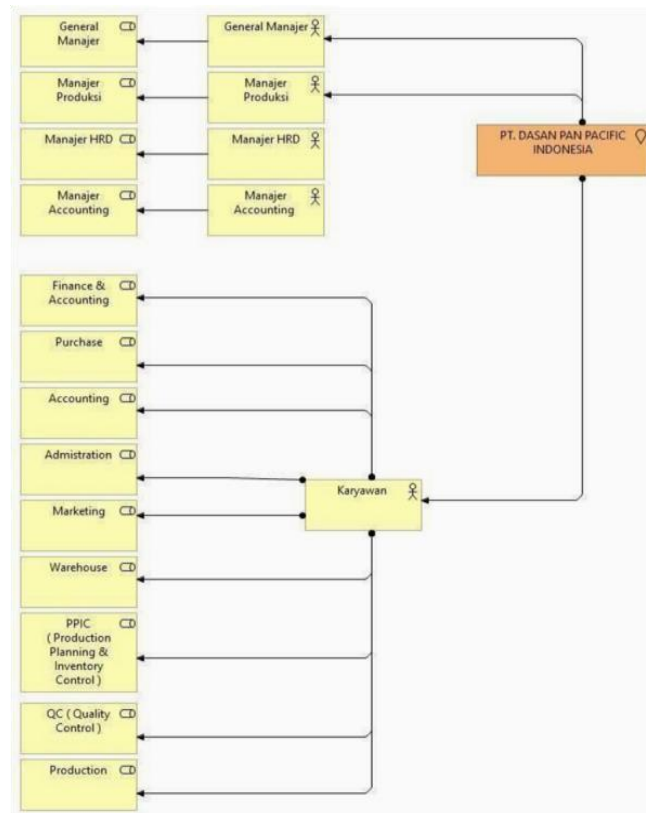 General
Manajer
General Manajer
Manajer
Produksi
Manajer
Produksi
PT. DASAN PAN PACIFIC
INDONESIA
Manajer HRD
Manajer HRD
Manajer
Accounting
Manajer
Accounting
Finance &
Accounting
Purchase
Accounting
Admistration
Karyawan
Marketing
Warehouse
PPIC
( Production
Planning &
Inventory
Control )
QC ( Quality
Control )
Production